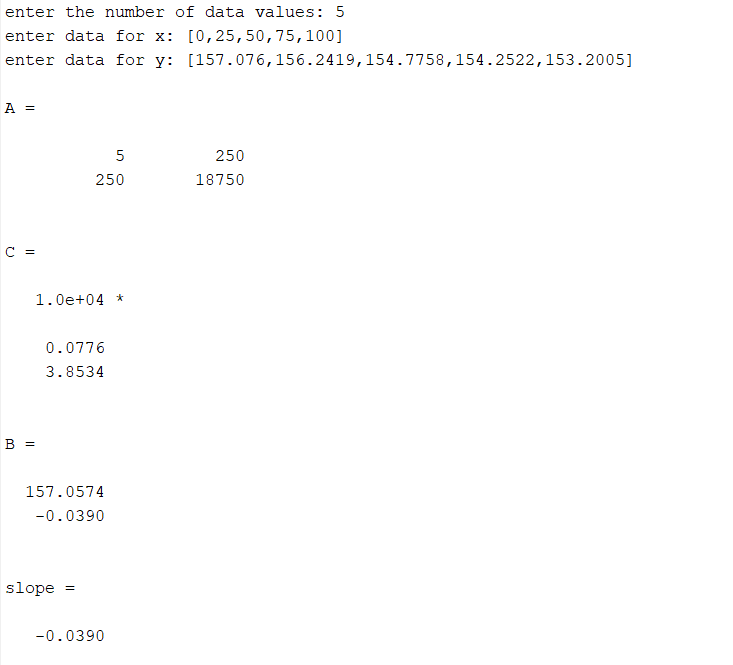 enter the number of data values: 5
enter data for x: [0,25,50,75,100]
enter data for y: [157.076,156.2419,154.7758,154.2522,153.2005]
A =
5 250
250 18750
C =
1.0e+04 *
0.0776
3.8534
B =
157.0574
-0.0390
slope =
-0.0390